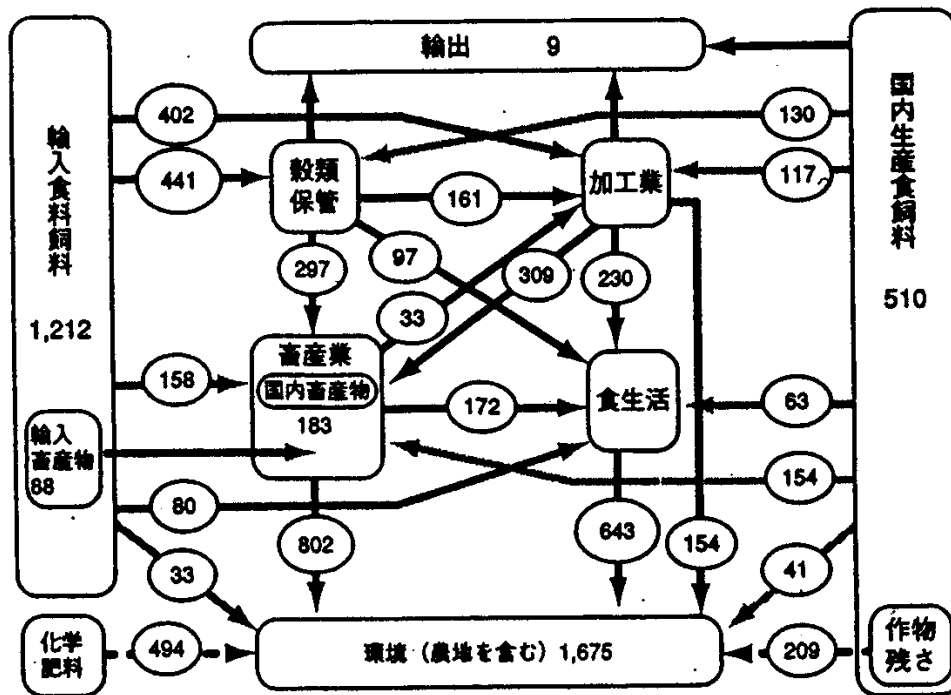 輸出 9
輸入食料飼料
1,212
国内生産食飼料
510
402
130
441
穀類
保管
161
加工業
117
297
97
33
309
230
畜産業
国内畜産物
183
158
172
食生活
63
輸入
畜産物
68
80
802
643
154
154
33
41
化学
肥料
494
環境（農地を含む）1,675
209
作物
残さ